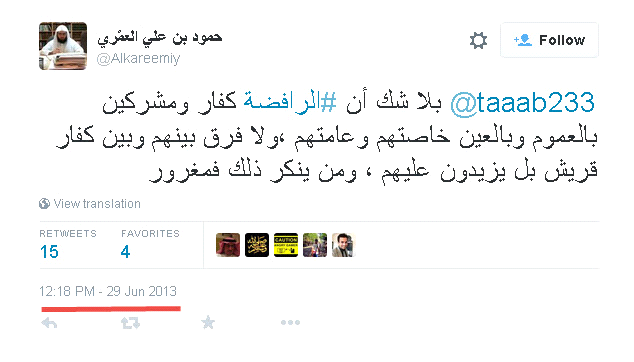 حمود بن علي العمْري
@Alkareemiy
Follow
@taaab233 بلا شك أن #الرافضة كفار ومشركين
بالعموم وبالعين خاصتهم وعامتهم ،ولا فرق بينهم وبين كفار
قريش بل يزيدون عليهم ، ومن ينكر ذلك فمغرور
View translation
RETWEETS FAVORITES
15 4
12:18 PM - 29 Jun 2013